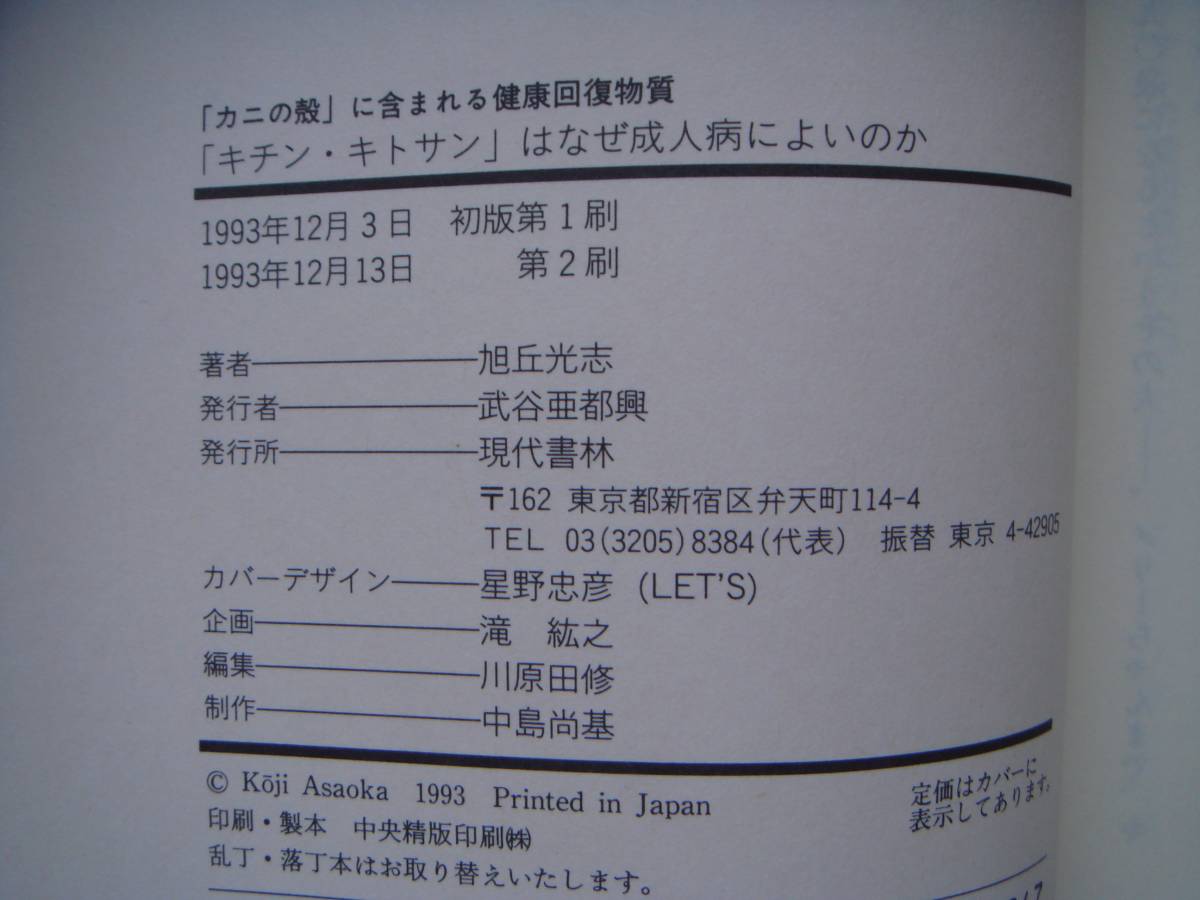 「カニの殻」に含まれる健康回復物質
「キチン・キトサン」はなぜ成人病によいのか
1993年12月3日 初版第1刷
1993年12月13日 第2刷
著者――――旭丘光志
発行者――――武谷亜都興
発行所――――現代書林
〒162 東京都新宿区弁天町114-4
TEL 03(3205)8384(代表) 振替 東京 4-42905
カバーデザイン――――星野忠彦 (LET'S)
企画――――滝 紘之
編集――――川原田修
制作――――中島尚基
© Kōji Asaoka 1993 Printed in Japan
定価はカバーに
表示してあります。
印刷・製本 中央精版印刷㈱
乱丁・落丁本はお取り替えいたします。